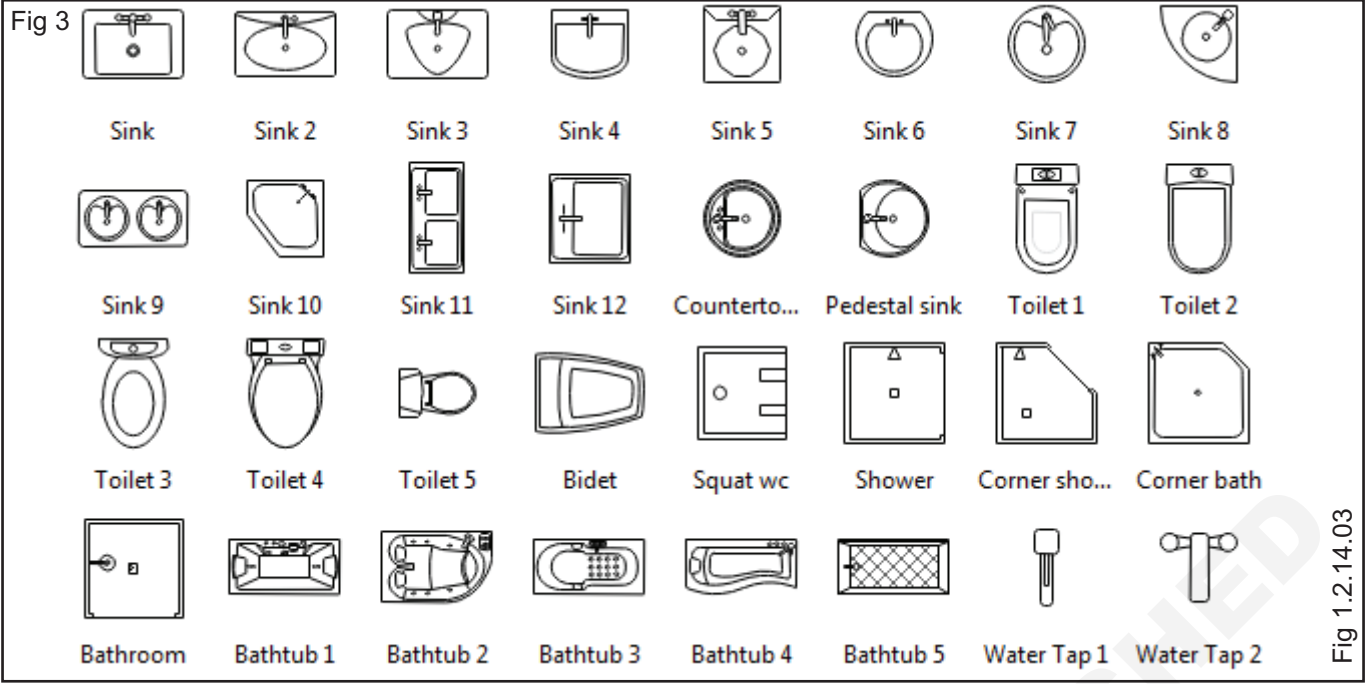 Fig 3
Sink Sink 2 Sink 3 Sink 4 Sink 5 Sink 6 Sink 7 Sink 8
Sink 9 Sink 10 Sink 11 Sink 12 Counterto... Pedestal sink Toilet 1 Toilet 2
Toilet 3 Toilet 4 Toilet 5 Bidet Squat wc Shower Corner sho... Corner bath
Bathroom Bathtub 1 Bathtub 2 Bathtub 3 Bathtub 4 Bathtub 5 Water Tap 1 Water Tap 2
Fig 1.2.14.03